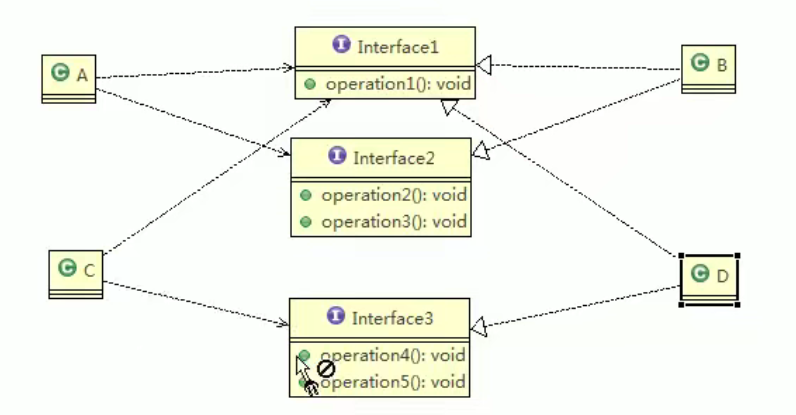 I Interface1
C A
C B
operation1(): void
I Interface2
operation2(): void
operation3(): void
C C
C D
I Interface3
operation4(): void
operation5(): void